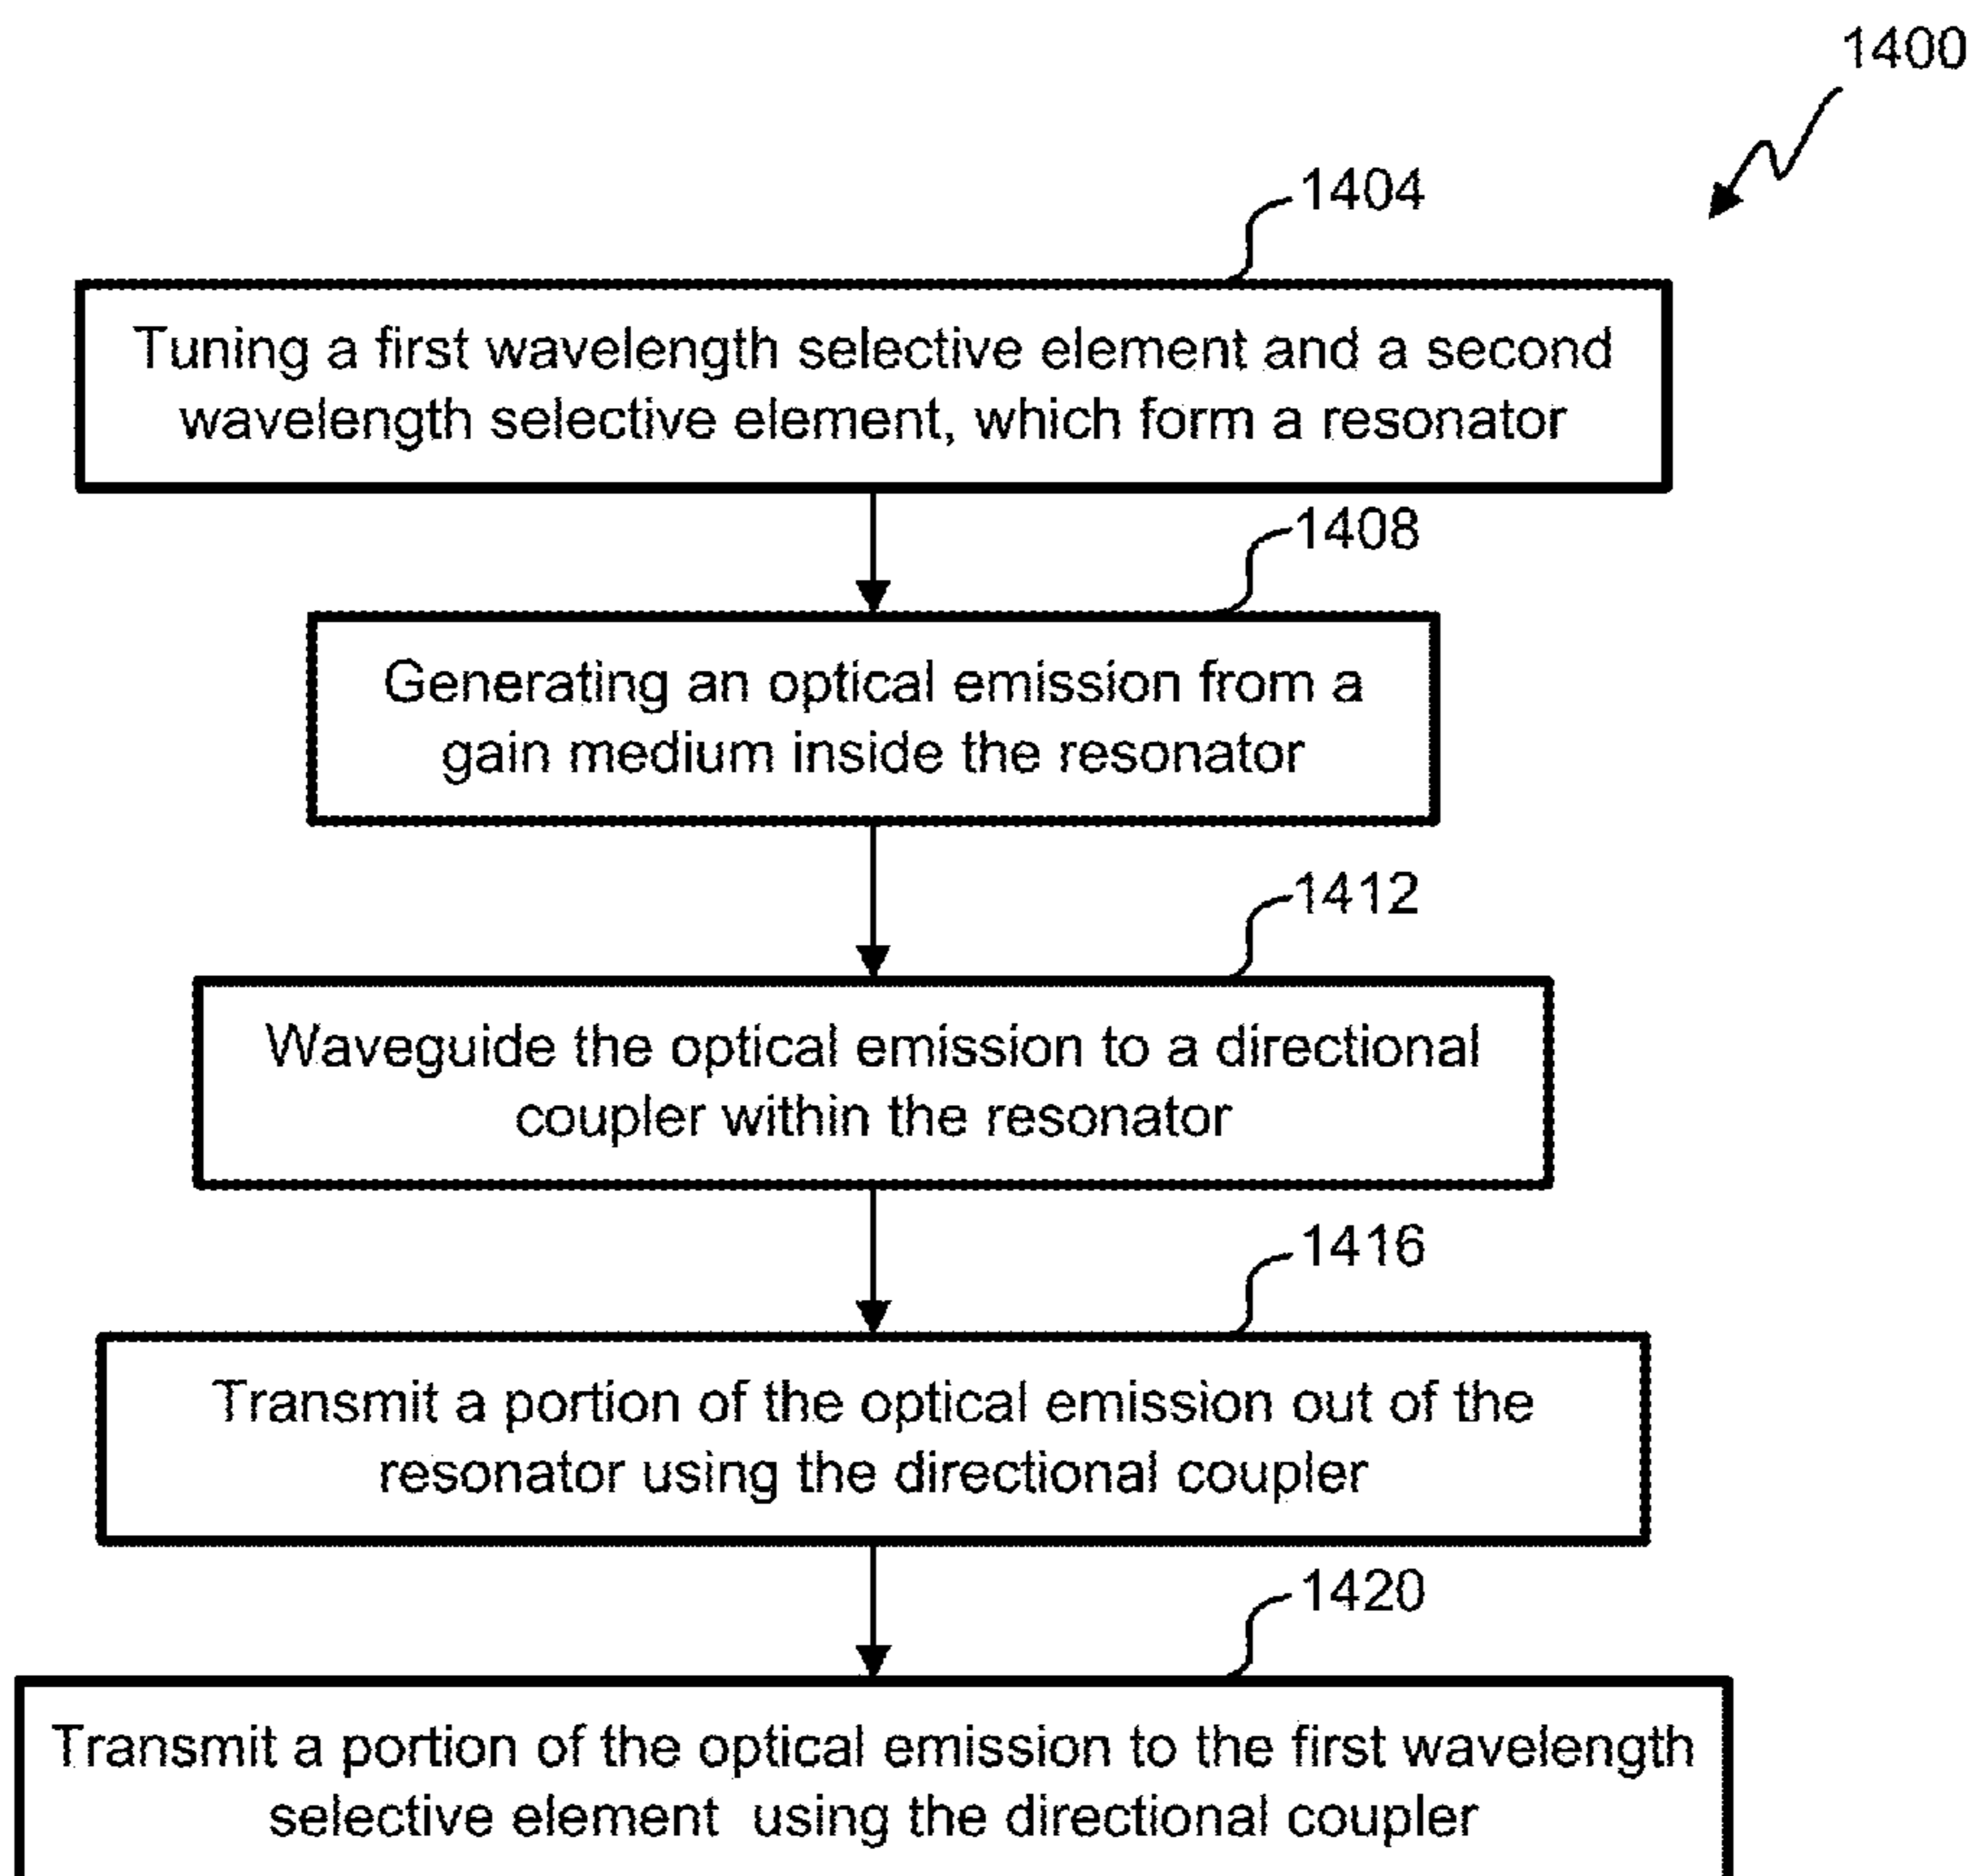 1400
1404
Tuning a first wavelength selective element and a second
wavelength selective element, which form a resonator
1408
Generating an optical emission from a
gain medium inside the resonator
1412
Waveguide the optical emission to a directional
coupler within the resonator
1416
Transmit a portion of the optical emission out of the
resonator using the directional coupler
1420
Transmit a portion of the optical emission to the first wavelength
selective element using the directional coupler